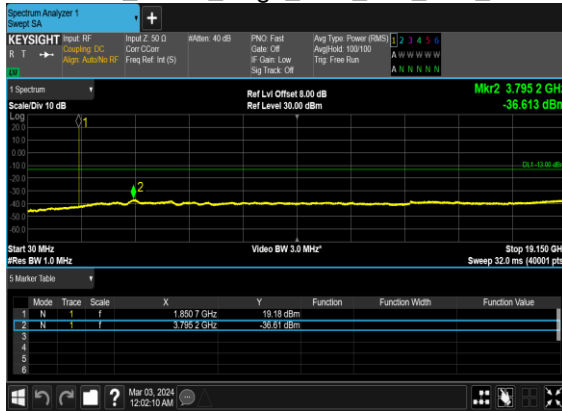 Spectrum Analyzer 1
Swept SA
+
KEYSIGHT Input: RF Input Z: 50 Ω #Atten: 40 dB PNO: Fast Avg Type: Power (RMS) 1 2 3 4 5 6
R T Coupling: DC Corr CCorr Gate: Off Avg|Hold: 100/100 A W W W W W
Align: Auto/No RF Freq Ref: Int (S) IF Gain: Low Trig: Free Run
Sig Track: Off A N N N N N
1 Spectrum Ref Lvl Offset 8.00 dB Mkr2 3.795 2 GHz
Scale/Div 10 dB Ref Level 30.00 dBm -36.613 dBm
Log
20.0
10.0
0.00
-10.0
DL1 -13.00 dB
-20.0
-30.0
-40.0
-50.0
-60.0
1
2
Start 30 MHz Video BW 3.0 MHz* Stop 19.150 GH
#Res BW 1.0 MHz Sweep 32.0 ms (40001 pts
5 Marker Table
Mode Trace Scale X Y Function Function Width Function Value
1 N 1 f 1.850 7 GHz 19.18 dBm
2 N 1 f 3.795 2 GHz -36.61 dBm
3
4
5
6
? Mar 03, 2024
12:02:10 AM